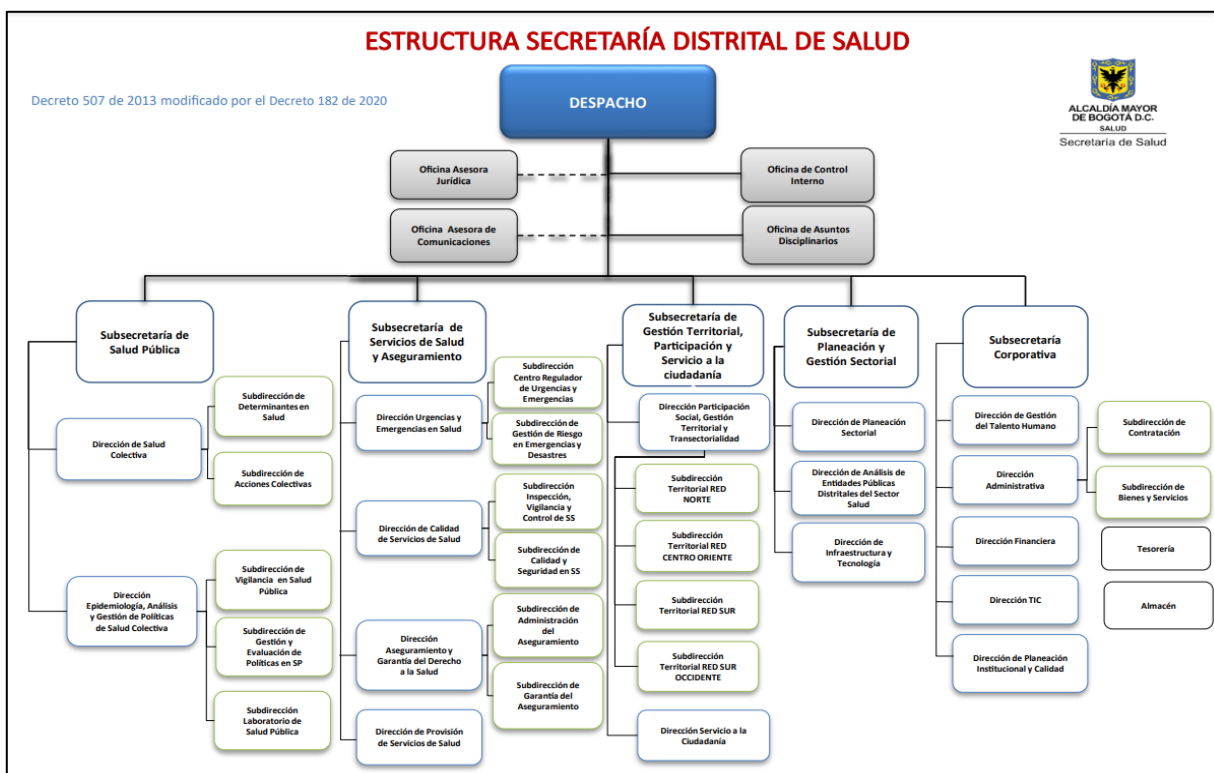 ESTRUCTURA SECRETARÍA DISTRITAL DE SALUD
Decreto 507 de 2013 modificado por el Decreto 182 de 2020
DESPACHO
ALCALDÍA MAYOR
DE BOGOTÁ D.C.
SALUD
Secretaría de Salud
Oficina Asesora
Jurídica
Oficina de Control
Interno
Oficina Asesora de
Comunicaciones
Oficina de Asuntos
Disciplinarios
Subsecretaría de
Salud Pública
Dirección de Salud
Colectiva
Subdirección de
Determinantes en
Salud
Subdirección de
Acciones Colectivas
Dirección
Epidemiología, Análisis
y Gestión de Políticas
de Salud Colectiva
Subdirección de
Vigilancia en Salud
Pública
Subdirección de
Gestión y
Evaluación de
Políticas en SP
Subdirección
Laboratorio de
Salud Pública
Subsecretaría de
Servicios de Salud
y Aseguramiento
Dirección Urgencias y
Emergencias en Salud
Subdirección
Centro Regulador
de Urgencias y
Emergencias
Subdirección de
Gestión de Riesgo
en Emergencias y
Desastres
Dirección de Calidad
de Servicios de Salud
Subdirección
Inspección,
Vigilancia y
Control de SS
Subdirección de
Calidad y
Seguridad en SS
Dirección
Aseguramiento y
Garantía del Derecho
a la Salud
Subdirección de
Administración
del
Aseguramiento
Subdirección de
Garantía del
Aseguramiento
Dirección de Provisión
de Servicios de Salud
Subsecretaría de
Gestión Territorial,
Participación y
Servicio a la
ciudadanía
Dirección Participación
Social, Gestión
Territorial y
Transectorialidad
Subdirección
Territorial RED
NORTE
Subdirección
Territorial RED
CENTRO ORIENTE
Subdirección
Territorial RED SUR
Subdirección
Territorial RED SUR
OCCIDENTE
Dirección Servicio a la
Ciudadanía
Subsecretaría de
Planeación y
Gestión Sectorial
Dirección de Planeación
Sectorial
Dirección de Análisis de
Entidades Públicas
Distritales del Sector
Salud
Dirección de
Infraestructura y
Tecnología
Subsecretaría
Corporativa
Dirección de Gestión
del Talento Humano
Dirección
Administrativa
Subdirección de
Contratación
Subdirección de
Bienes y Servicios
Dirección Financiera
Tesorería
Dirección TIC
Almacén
Dirección de Planeación
Institucional y Calidad